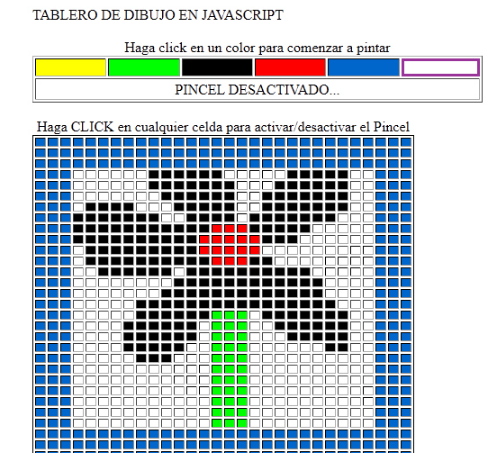 TABLERO DE DIBUJO EN JAVASCRIPT
Haga click en un color para comenzar a pintar
PINCEL DESACTIVADO...
Haga CLICK en cualquier celda para activar/desactivar el Pincel